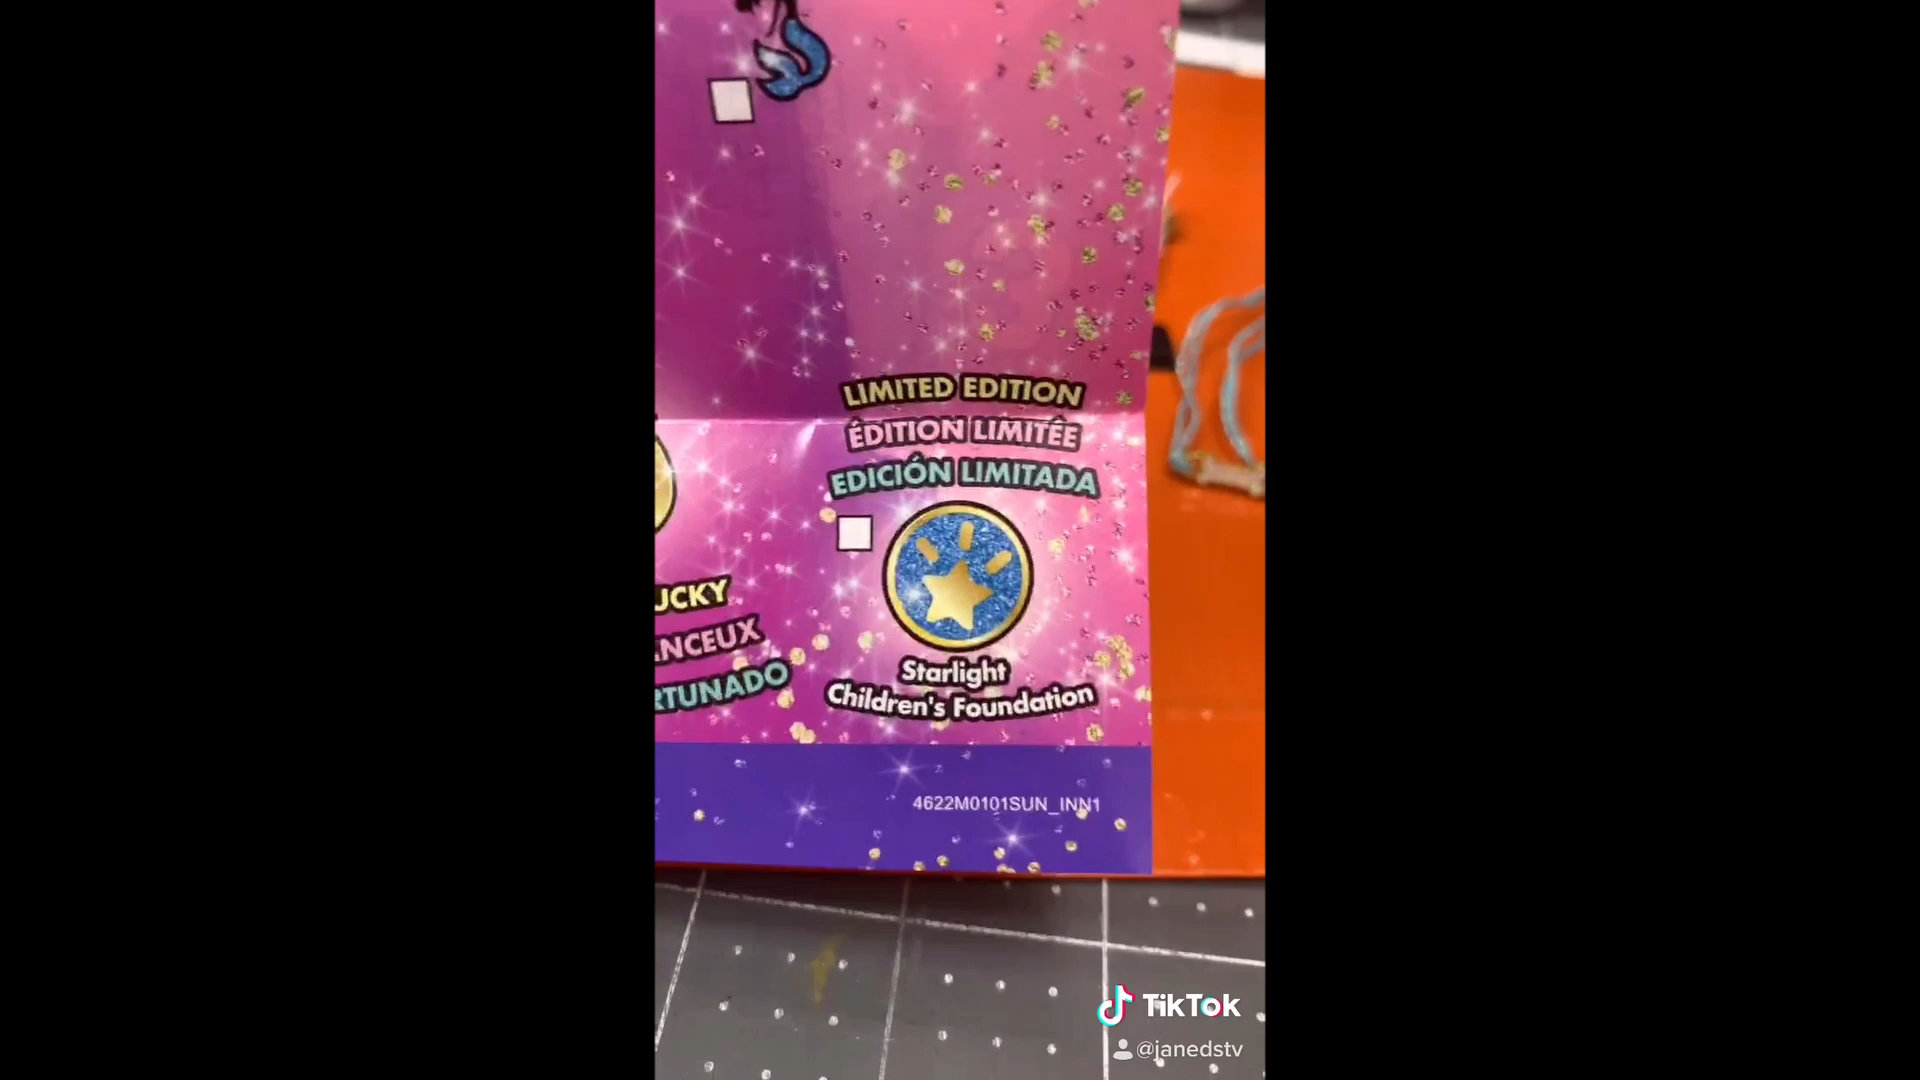 LIMITED EDITION
ÉDITION LIMITÉE
EDICIÓN LIMITADA
UCKY
NCEUX
RTUNADO
Starlight
Children's Foundation
4622M0101SUN_INN1
TikTok
@janedstv